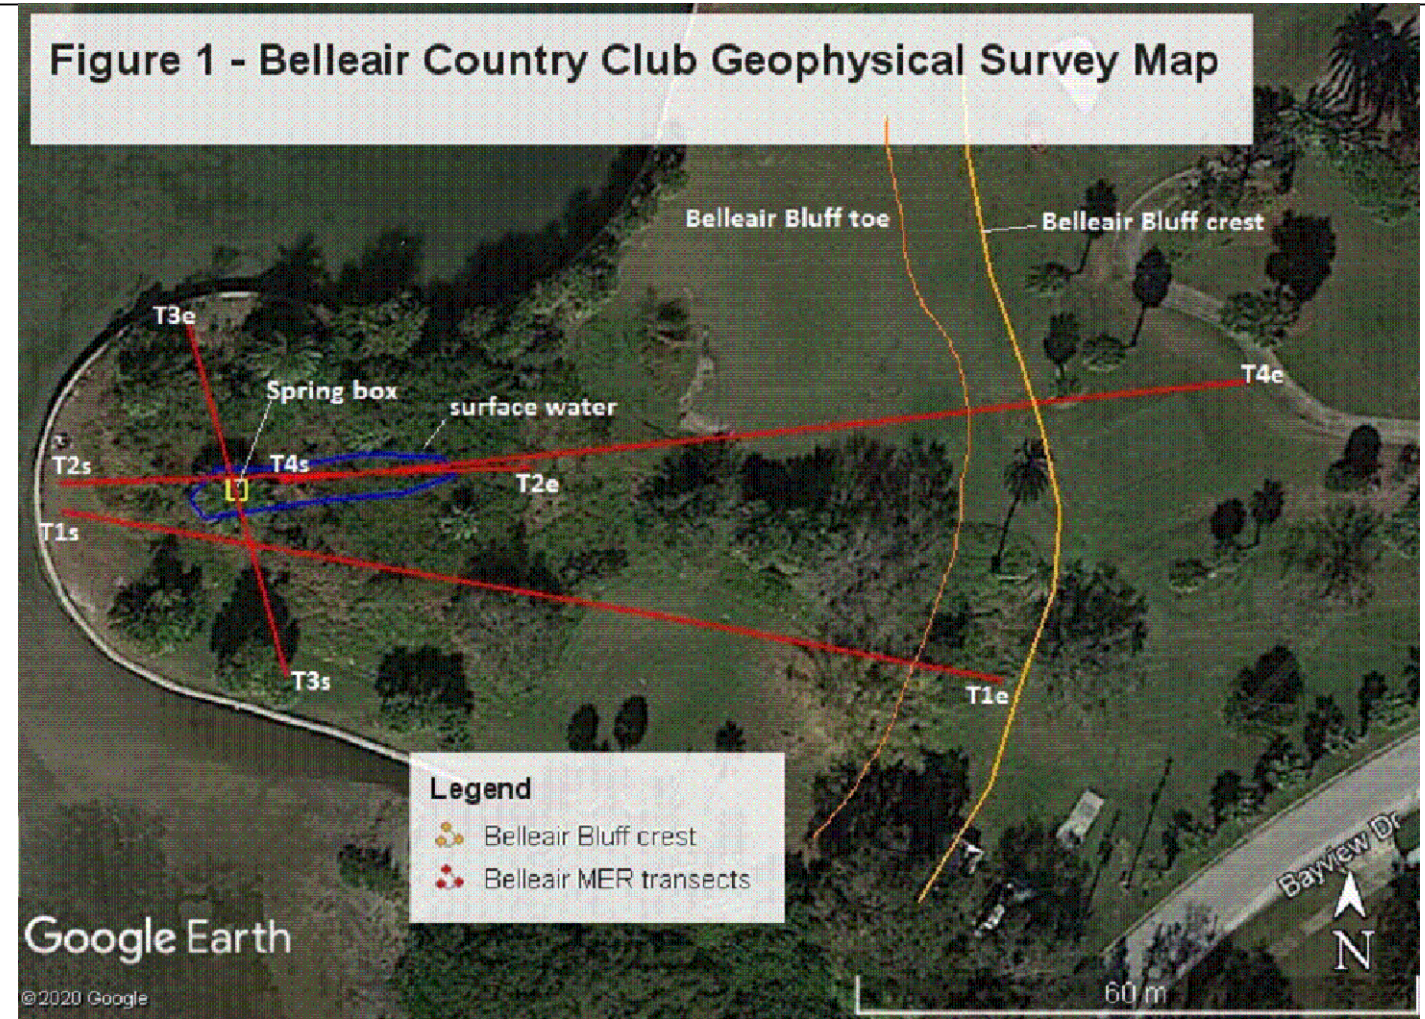 Figure 1 - Belleair Country Club Geophysical Survey Map
Belleair Bluff toe
Belleair Bluff crest
T3e
Spring box
surface water
T4e
T2s
T4s
T2e
T1s
T3s
T1e
Legend
Belleair Bluff crest
Belleair MER transects
Bayview Dr
Google Earth
N
©2020 Google
60 m